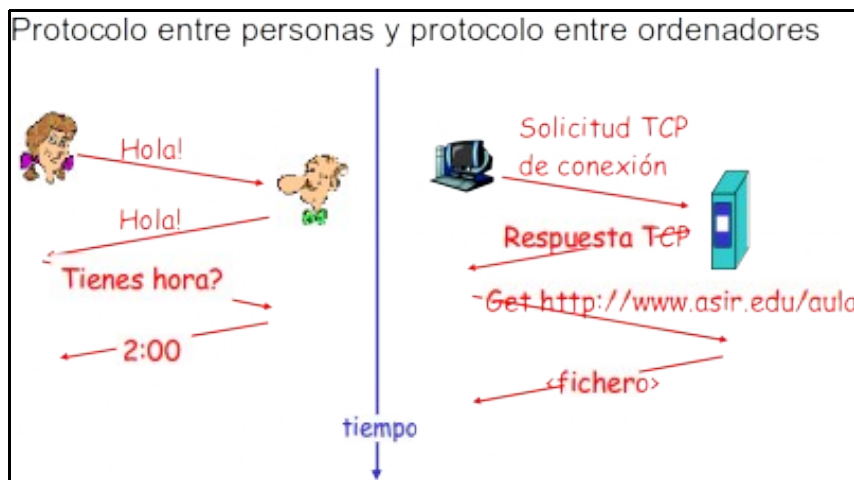 Protocolo entre personas y protocolo entre ordenadores
Hola!
Hola!
Tienes hora?
2:00
Solicitud TCP
de conexión
Respuesta TCP
Get http://www.asir.edu/aula
<fichero>
tiempo